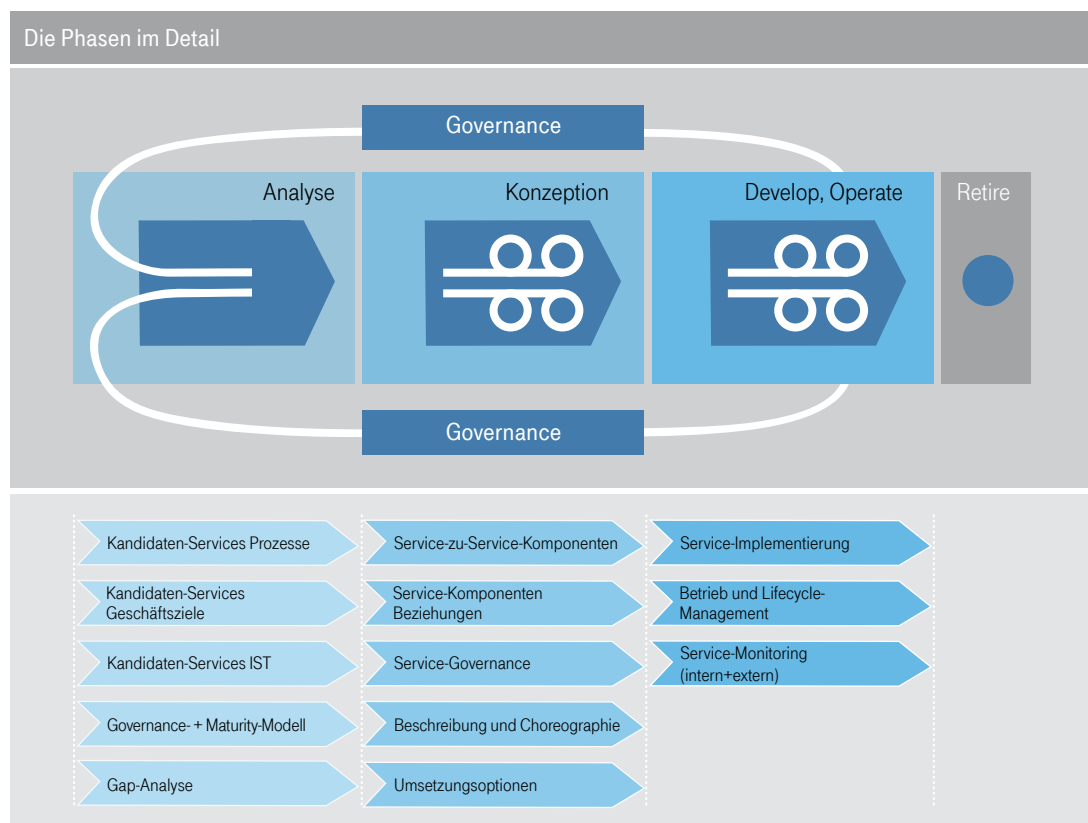 Die Phasen im Detail
Governance
Analyse
Konzeption
Develop, Operate
Retire
Governance
Kandidaten-Services Prozesse
Kandidaten-Services
Geschäftsziele
Kandidaten-Services IST
Governance- + Maturity-Modell
Gap-Analyse
Service-zu-Service-Komponenten
Service-Komponenten
Beziehungen
Service-Governance
Beschreibung und Choreographie
Umsetzungsoptionen
Service-Implementierung
Betrieb und Lifecycle-
Management
Service-Monitoring
(intern+extern)